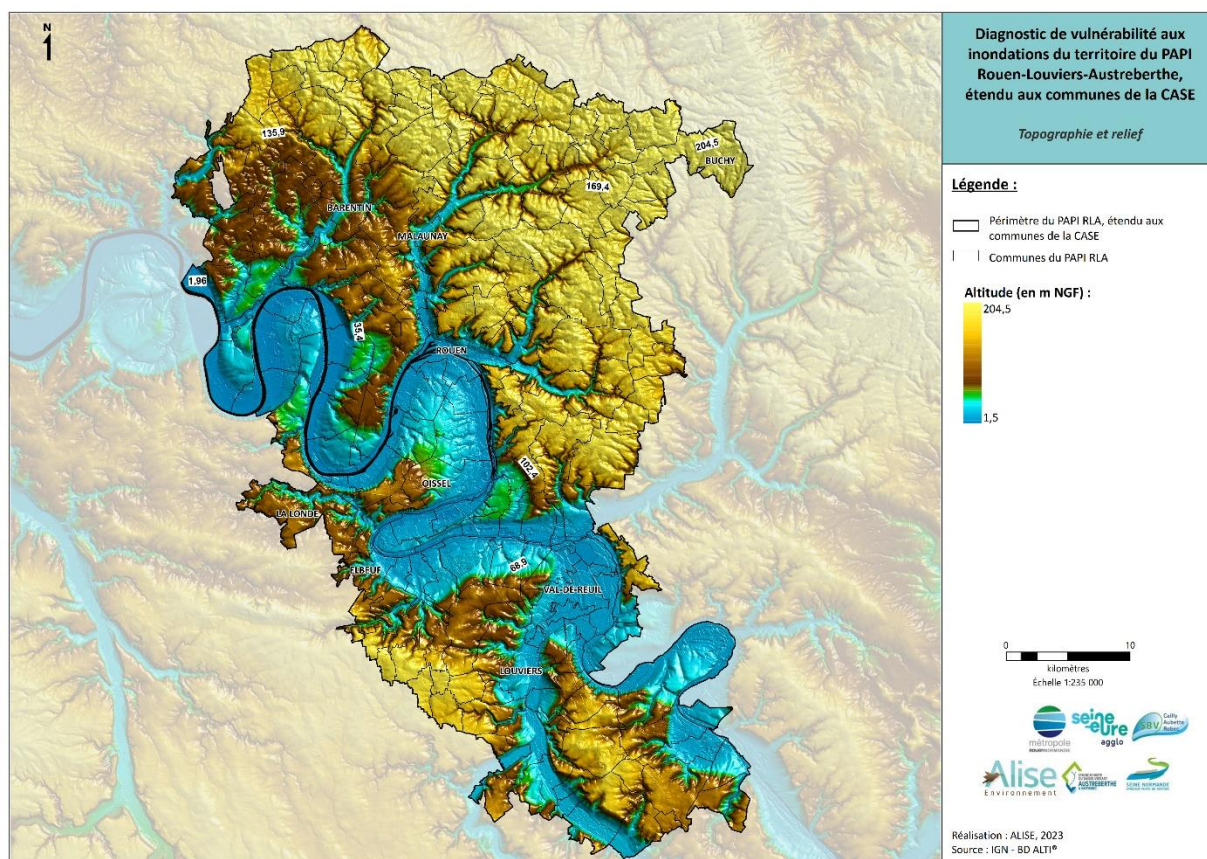 N
135,9
204,5
BUCHY
169,4
BARENTIN
MALAUNAY
1,96
35,4
ROUEN
102,4
OISSEL
LA LONDE
ELBEUF
68,9
VAL-DE-REUIL
LOUVIERS
Diagnostic de vulnérabilité aux
inondations du territoire du PAPI
Rouen-Louviers-Austreberthe,
étendu aux communes de la CASE
Topographie et relief
Légende :
Périmètre du PAPI RLA, étendu aux
communes de la CASE
Communes du PAPI RLA
Altitude (en m NGF) :
204,5
1,5
0 10
kilomètres
Échelle 1:235 000
métropole
ROUENNORMANDIE
seine-eure
agglo
SBV
Cailly
Aubette
Robec
Alise
Environnement
AUSTREBERTHE
SEINE NORMANDE
Réalisation : ALISE, 2023
Source : IGN - BD ALTI®